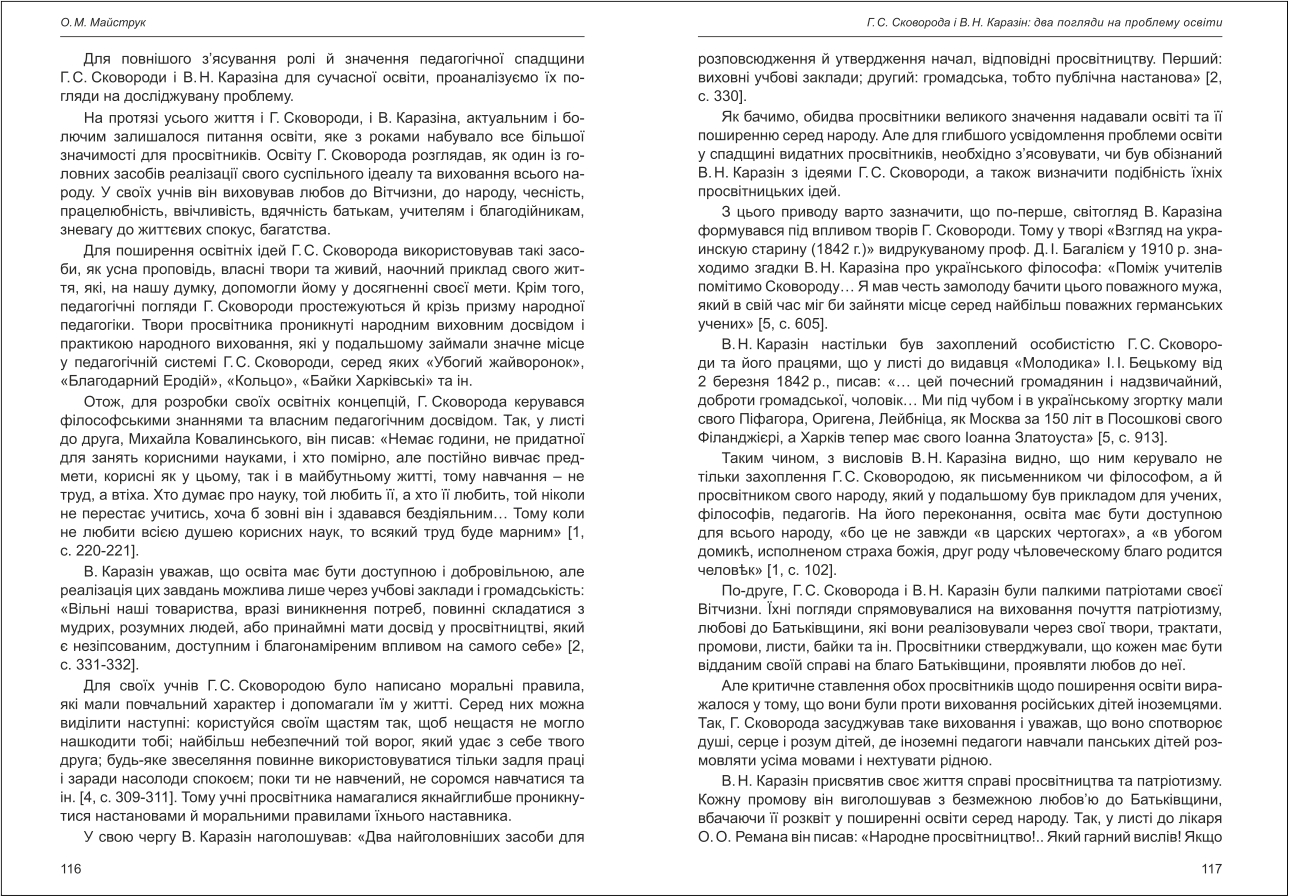 О. М. Майструк
Для повнішого з’ясування ролі й значення педагогічної спадщини
Г. С. Сковороди і В. Н. Каразіна для сучасної освіти, проаналізуємо їх по-
гляди на досліджувану проблему.
На протязі усього життя і Г. Сковороди, і В. Каразіна, актуальним і бо-
лючим залишалося питання освіти, яке з роками набувало все більшої
значимості для просвітників. Освіту Г. Сковорода розглядав, як один із го-
ловних засобів реалізації свого суспільного ідеалу та виховання всього на-
роду. У своїх учнів він виховував любов до Вітчизни, до народу, чесність,
працелюбність, ввічливість, вдячність батькам, учителям і благодійникам,
зневагу до життєвих спокус, багатства.
Для поширення освітніх ідей Г. С. Сковорода використовував такі засо-
би, як усна проповідь, власні твори та живий, наочний приклад свого жит-
тя, які, на нашу думку, допомогли йому у досягненні своєї мети. Крім того,
педагогічні погляди Г. Сковороди простежуються й крізь призму народної
педагогіки. Твори просвітника проникнуті народним виховним досвідом і
практикою народного виховання, які у подальшому займали значне місце
у педагогічній системі Г. С. Сковороди, серед яких «Убогий жайворонок»,
«Благодарний Еродій», «Кольцо», «Байки Харківські» та ін.
Отож, для розробки своїх освітніх концепцій, Г. Сковорода керувався
філософськими знаннями та власним педагогічним досвідом. Так, у листі
до друга, Михайла Ковалинського, він писав: «Немає години, не придатної
для занять корисними науками, і хто помірно, але постійно вивчає пред-
мети, корисні як у цьому, так і в майбутньому житті, тому навчання – не
труд, а втіха. Хто думає про науку, той любить її, а хто її любить, той ніколи
не перестає учитись, хоча б зовні він і здавався бездіяльним… Тому коли
не любити всією душею корисних наук, то всякий труд буде марним» [1,
с. 220-221].
В. Каразін уважав, що освіта має бути доступною і добровільною, але
реалізація цих завдань можлива лише через учбові заклади і громадськість:
«Вільні наші товариства, вразі виникнення потреб, повинні складатися з
мудрих, розумних людей, або принаймні мати досвід у просвітництві, який
є незіпсованим, доступним і благонаміреним впливом на самого себе» [2,
с. 331-332].
Для своїх учнів Г. С. Сковородою було написано моральні правила,
які мали повчальний характер і допомагали їм у житті. Серед них можна
виділити наступні: користуйся своїм щастям так, щоб нещастя не могло
нашкодити тобі; найбільш небезпечний той ворог, який удає з себе твого
друга; будь-яке звеселяння повинне використовуватися тільки задля праці
і заради насолоди спокоєм; поки ти не навчений, не соромся навчатися та
ін. [4, с. 309-311]. Тому учні просвітника намагалися якнайглибше проникну-
тися настановами й моральними правилами їхнього наставника.
У свою чергу В. Каразін наголошував: «Два найголовніших засоби для
116
Г. С. Сковорода і В. Н. Каразін: два погляди на проблему освіти
розповсюдження й утвердження начал, відповідні просвітництву. Перший:
виховні учбові заклади; другий: громадська, тобто публічна настанова» [2,
с. 330].
Як бачимо, обидва просвітники великого значення надавали освіті та її
поширенню серед народу. Але для глибшого усвідомлення проблеми освіти
у спадщині видатних просвітників, необхідно з’ясовувати, чи був обізнаний
В. Н. Каразін з ідеями Г. С. Сковороди, а також визначити подібність їхніх
просвітницьких ідей.
З цього приводу варто зазначити, що по-перше, світогляд В. Каразіна
формувався під впливом творів Г. Сковороди. Тому у творі «Взгляд на укра-
инскую старину (1842 г.)» видрукуваному проф. Д. І. Багалієм у 1910 р. зна-
ходимо згадки В. Н. Каразіна про українського філософа: «Поміж учителів
помітимо Сковороду… Я мав честь замолоду бачити цього поважного мужа,
який в свій час міг би зайняти місце серед найбільш поважних германських
учених» [5, с. 605].
В. Н. Каразін настільки був захоплений особистістю Г. С. Сковоро-
ди та його працями, що у листі до видавця «Молодика» І. І. Бецькому від
2 березня 1842 р., писав: «… цей почесний громадянин і надзвичайний,
доброти громадської, чоловік… Ми під чубом і в українському згортку мали
свого Піфагора, Оригена, Лейбніца, як Москва за 150 літ в Посошкові свого
Філанджієрі, а Харків тепер має свого Іоанна Златоуста» [5, с. 913].
Таким чином, з висловів В. Н. Каразіна видно, що ним керувало не
тільки захоплення Г. С. Сковородою, як письменником чи філософом, а й
просвітником свого народу, який у подальшому був прикладом для учених,
філософів, педагогів. На його переконання, освіта має бути доступною
для всього народу, «бо це не завжди «в царских чертогах», а «в убогом
домикѣ, исполненом страха божія, друг роду чѣловеческому благо родится
человѣк» [1, с. 102].
По-друге, Г. С. Сковорода і В. Н. Каразін були палкими патріотами своєї
Вітчизни. Їхні погляди спрямовувалися на виховання почуття патріотизму,
любові до Батьківщини, які вони реалізовували через свої твори, трактати,
промови, листи, байки та ін. Просвітники стверджували, що кожен має бути
відданим своїй справі на благо Батьківщини, проявляти любов до неї.
Але критичне ставлення обох просвітників щодо поширення освіти вира-
жалося у тому, що вони були проти виховання російських дітей іноземцями.
Так, Г. Сковорода засуджував таке виховання і уважав, що воно спотворює
душі, серце і розум дітей, де іноземні педагоги навчали панських дітей роз-
мовляти усіма мовами і нехтувати рідною.
В. Н. Каразін присвятив своє життя справі просвітництва та патріотизму.
Кожну промову він виголошував з безмежною любов’ю до Батьківщини,
вбачаючи її розквіт у поширенні освіти серед народу. Так, у листі до лікаря
О. О. Ремана він писав: «Народне просвітництво!.. Який гарний вислів! Якщо
117